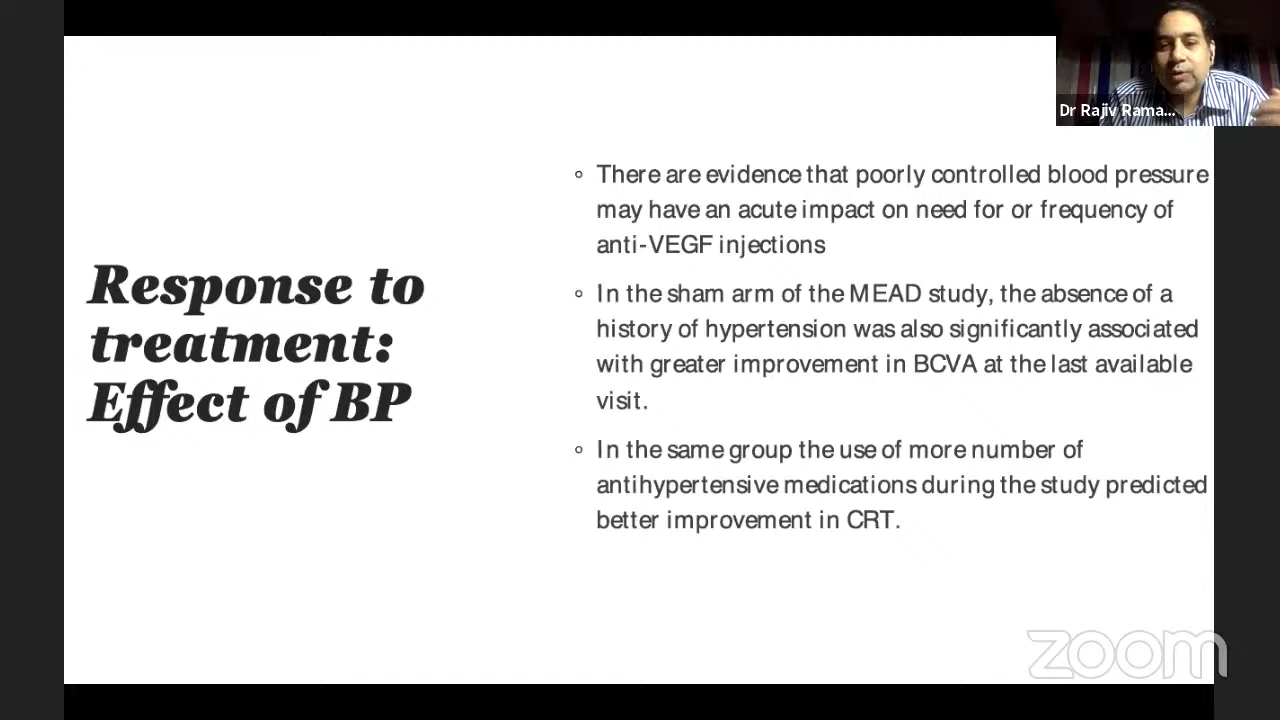 Dr Rajiv Rama...
Response to
treatment:
Effect of BP
There are evidence that poorly controlled blood pressure
may have an acute impact on need for or frequency of
anti-VEGF injections
In the sham arm of the MEAD study, the absence of a
history of hypertension was also significantly associated
with greater improvement in BCVA at the last available
visit.
In the same group the use of more number of
antihypertensive medications during the study predicted
better improvement in CRT.
zoom